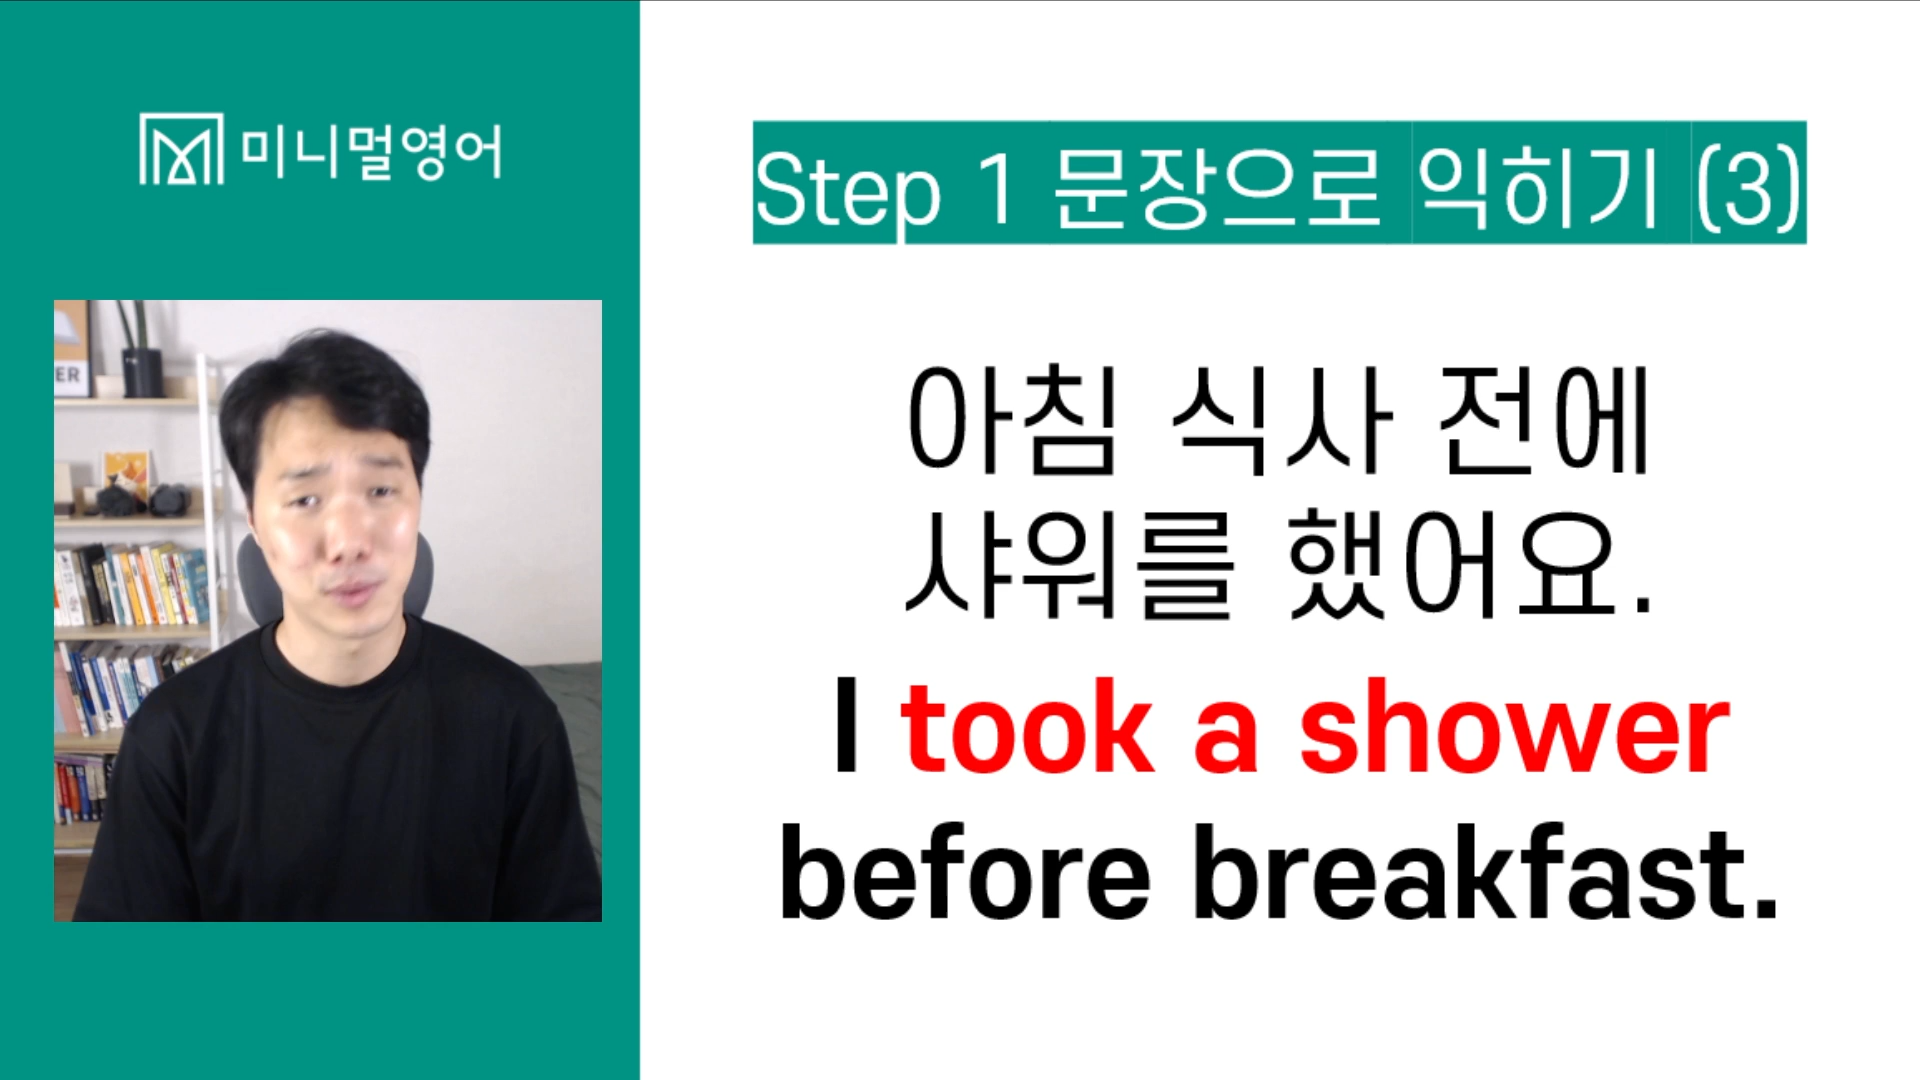 미니멀영어
ER
Step 1 문장으로 익히기 (3)
아침 식사 전에
샤워를 했어요.
I took a shower
before breakfast.